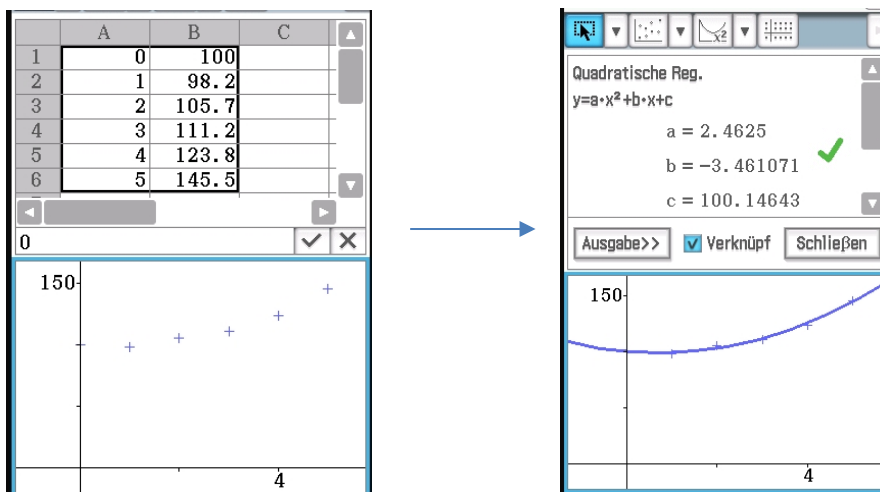 A B C
1 0 100
2 1 98.2
3 2 105.7
4 3 111.2
5 4 123.8
6 5 145.5
0
150
4
Quadratische Reg.
y=a·x²+b·x+c
a = 2.4625
b = -3.461071
c = 100.14643
Ausgabe>> Verknüpf Schließen
150
4